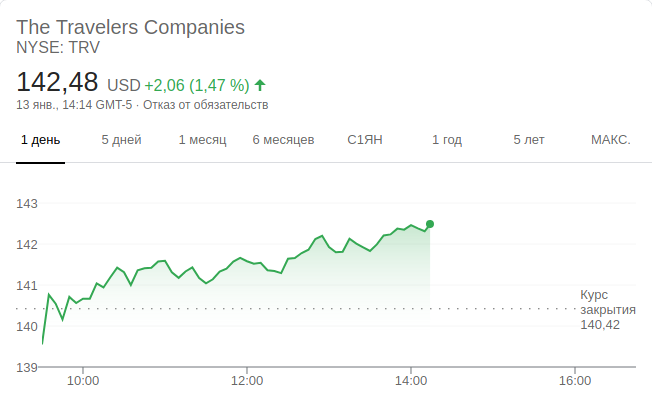 The Travelers Companies
NYSE: TRV
142,48 USD +2,06 (1,47 %)
13 янв., 14:14 GMT-5 · Отказ от обязательств
1 день 5 дней 1 месяц 6 месяцев С1ЯН 1 год 5 лет МАКС.
143
142
141
140
139
Курс
закрытия
140,42
10:00 12:00 14:00 16:00